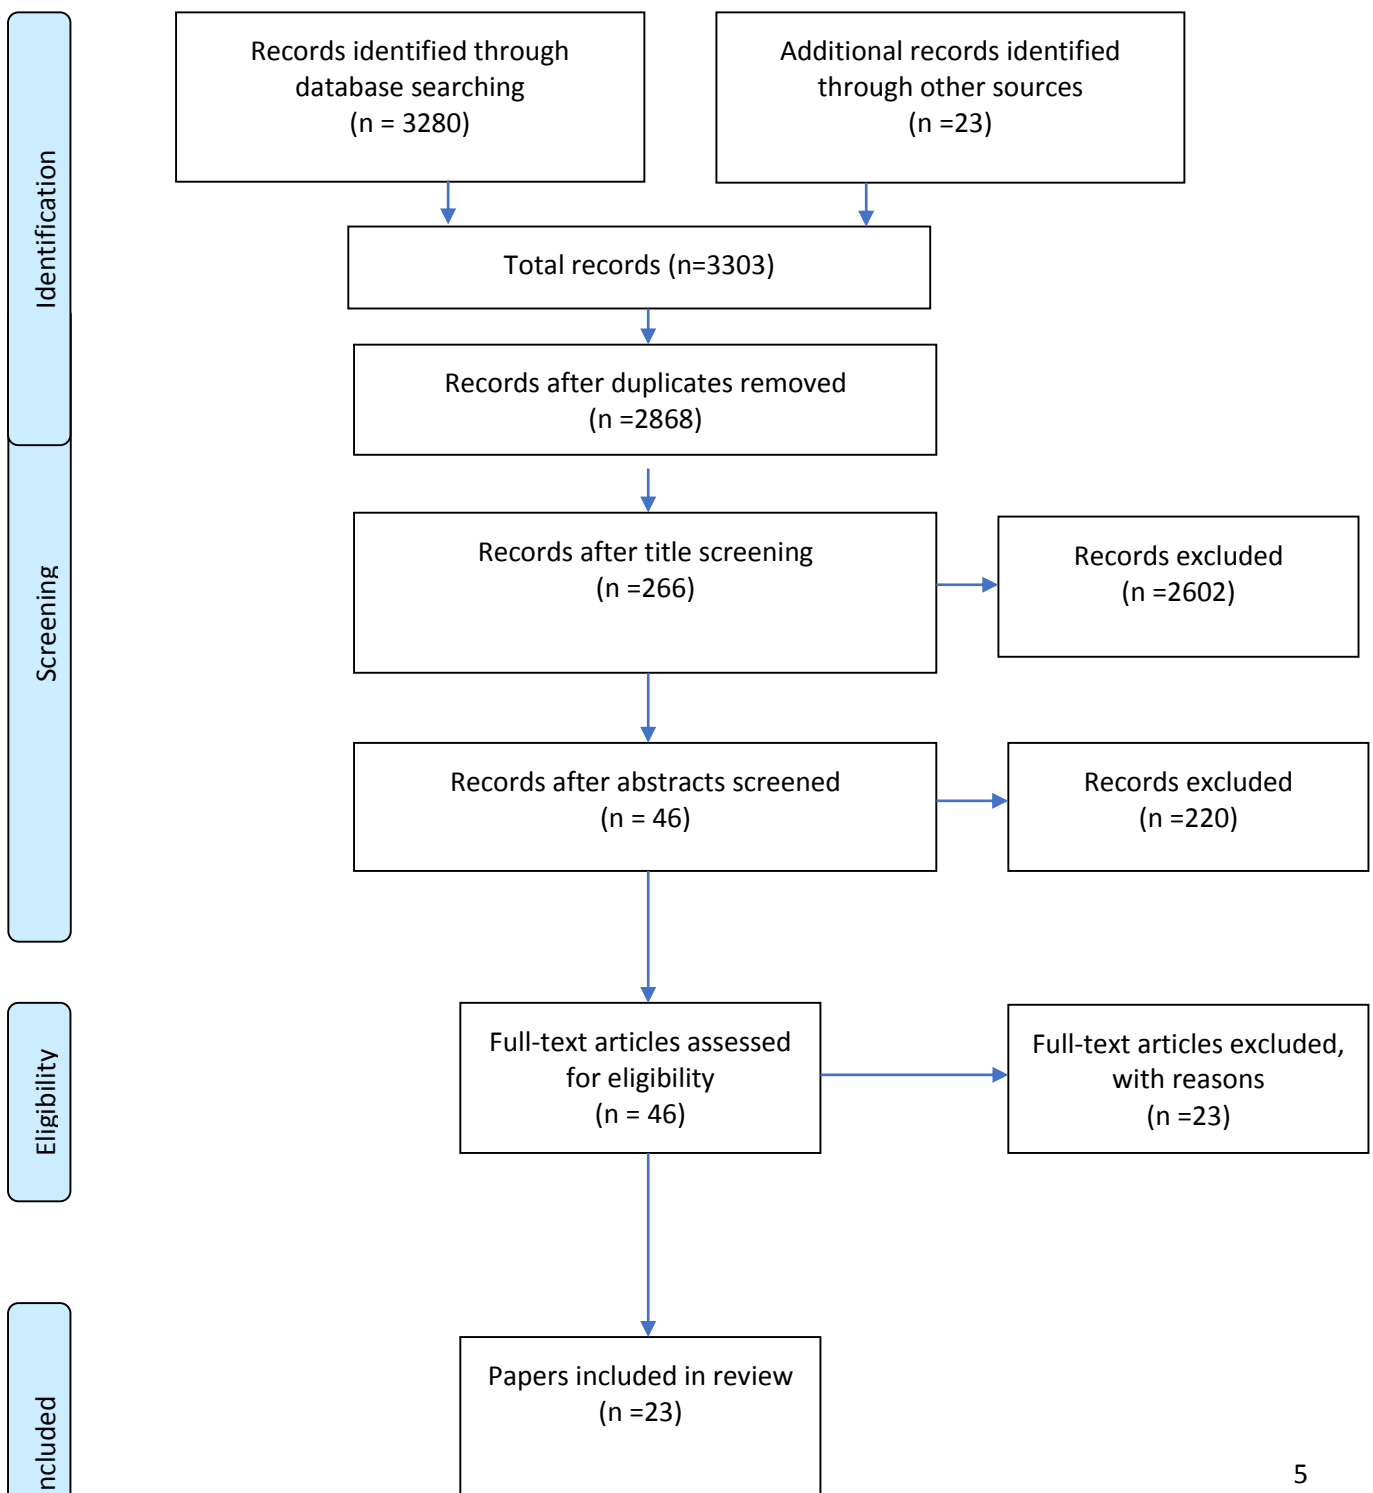 Identification
Records identified through
database searching
(n = 3280)
Additional records identified
through other sources
(n =23)
Total records (n=3303)
Records after duplicates removed
(n =2868)
Screening
Records after title screening
(n =266)
Records excluded
(n =2602)
Records after abstracts screened
(n = 46)
Records excluded
(n =220)
Eligibility
Full-text articles assessed
for eligibility
(n = 46)
Full-text articles excluded,
with reasons
(n =23)
ncluded
Papers included in review
(n =23)
5